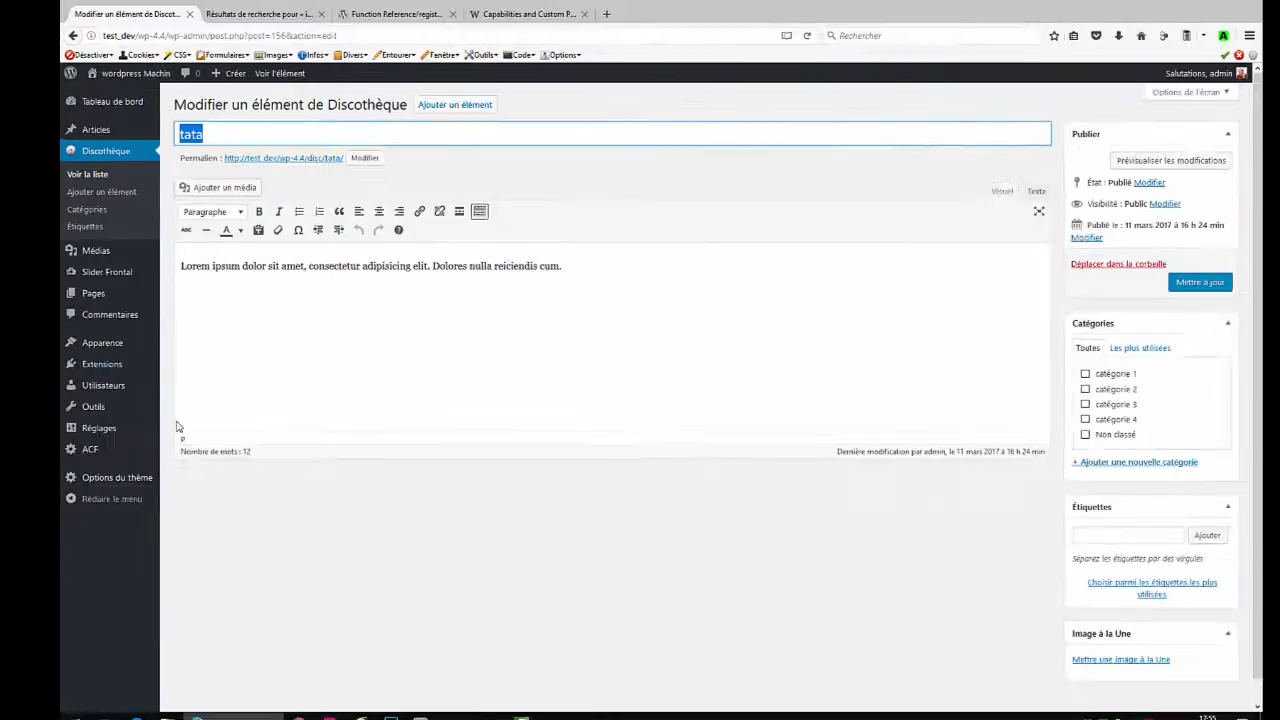 Modifier un élément de Discot...
Résultats de recherche pour « i...
Function Reference/regist...
Capabilities and Custom P...
test_dev/wp-4.4/wp-admin/post.php?post=156&action=edit
Rechercher
Désactiver Cookies CSS Formulaires Images Infos Divers Entourer Fenêtre Outils Code Options
wordpress Machin 0 Créer Voir l'élément Salutations, admin
Options de l'écran
Tableau de bord
Articles
Discothèque
Voir la liste
Ajouter un élément
Catégories
Étiquettes
Médias
Slider Frontal
Pages
Commentaires
Apparence
Extensions
Utilisateurs
Outils
Réglages
ACF
Options du thème
Réduire le menu
Modifier un élément de Discothèque Ajouter un élément
tata
Permalien : http://test_dev/wp-4.4/disc/tata/ Modifier
Ajouter un média
Visuel Texte
Paragraphe B I
ABC A
Lorem ipsum dolor sit amet, consectetur adipisicing elit. Dolores nulla reiciendis cum.
p
Nombre de mots : 12
Dernière modification par admin, le 11 mars 2017 à 16 h 24 min
Publier
Prévisualiser les modifications
État : Publié Modifier
Visibilité : Public Modifier
Publié le : 11 mars 2017 à 16 h 24 min
Modifier
Déplacer dans la corbeille
Mettre à jour
Catégories
Toutes Les plus utilisées
catégorie 1
catégorie 2
catégorie 3
catégorie 4
Non classé
+ Ajouter une nouvelle catégorie
Étiquettes
Ajouter
Séparez les étiquettes par des virgules
Choisir parmi les étiquettes les plus
utilisées
Image à la Une
Mettre une image à la Une
17:55